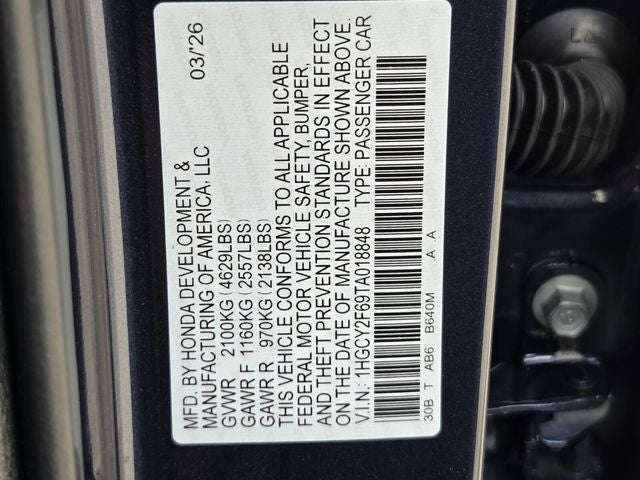 MFD. BY HONDA DEVELOPMENT & 03/'26
MANUFACTURING OF AMERICA, LLC
GVWR 2100KG (4629LBS)
GAWR F 1160KG (2557LBS)
GAWR R 970KG (2138LBS)
THIS VEHICLE CONFORMS TO ALL APPLICABLE
FEDERAL MOTOR VEHICLE SAFETY, BUMPER,
AND THEFT PREVENTION STANDARDS IN EFFECT
ON THE DATE OF MANUFACTURE SHOWN ABOVE.
V.I.N.: 1HGCY2F69TA018848 TYPE: PASSENGER CAR
30B T AB6 B640M .A .A